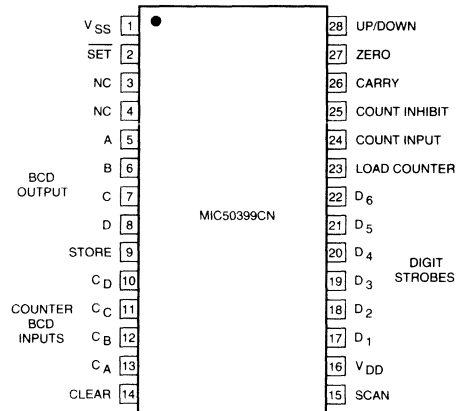 VSS 1 28 UP/DOWN
SET 2 27 ZERO
NC 3 26 CARRY
NC 4 25 COUNT INHIBIT
A 5 24 COUNT INPUT
B 6 23 LOAD COUNTER
BCD
OUTPUT
C 7 22 D6
MIC50399CN
D 8 21 D5
STORE 9 20 D4
DIGIT
STROBES
CD 10 19 D3
COUNTER
BCD
INPUTS
CC 11 18 D2
CB 12 17 D1
CA 13 16 VDD
CLEAR 14 15 SCAN